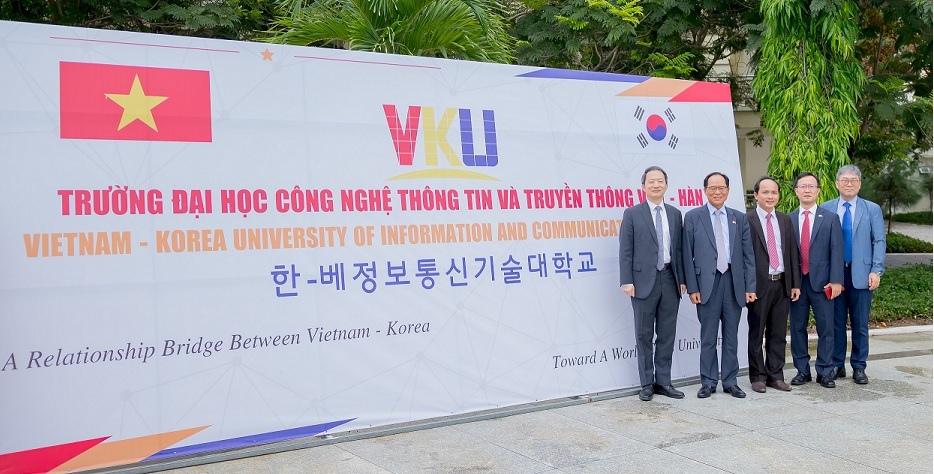 VKU
TRƯỜNG ĐẠI HỌC CÔNG NGHỆ THÔNG TIN VÀ TRUYỀN THÔNG - HÀN
VIETNAM - KOREA UNIVERSITY OF INFORMATION AND
한-베정보통신기술대학교
A Relationship Bridge Between Vietnam - Korea
Toward A